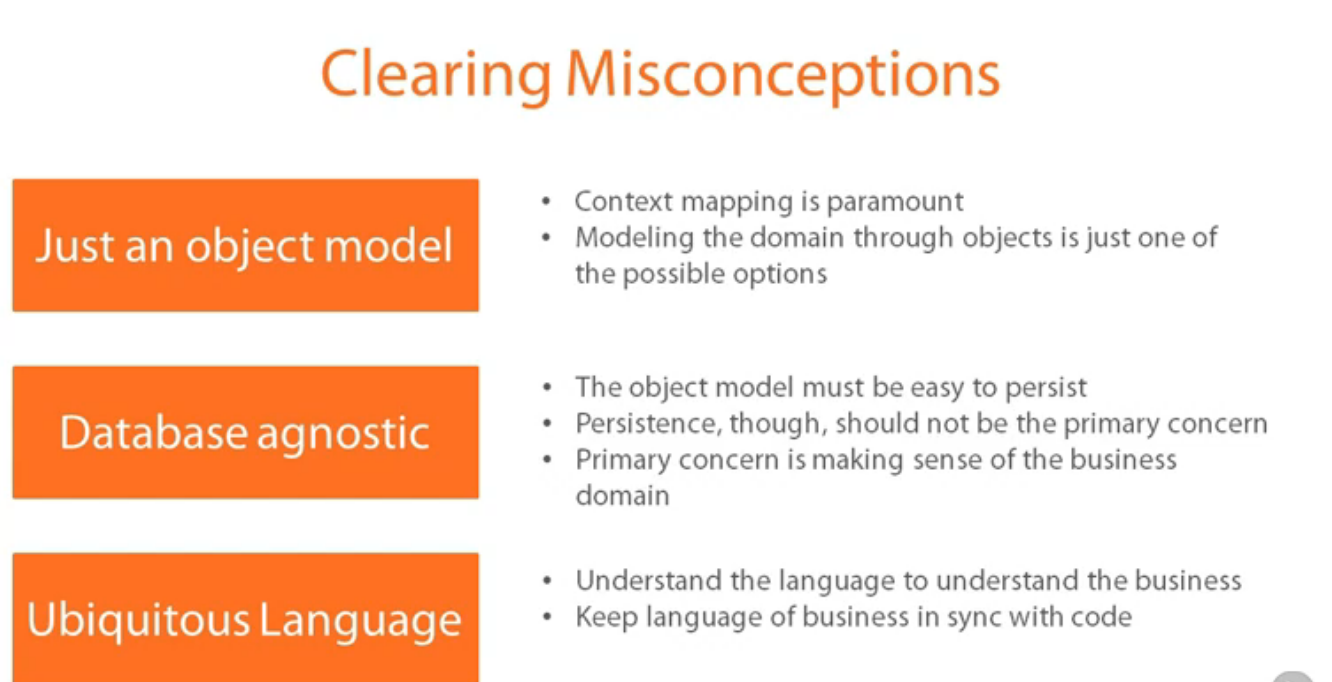 Clearing Misconceptions
Just an object model
• Context mapping is paramount
• Modeling the domain through objects is just one of
the possible options
Database agnostic
• The object model must be easy to persist
• Persistence, though, should not be the primary concern
• Primary concern is making sense of the business
domain
Ubiquitous Language
• Understand the language to understand the business
• Keep language of business in sync with code